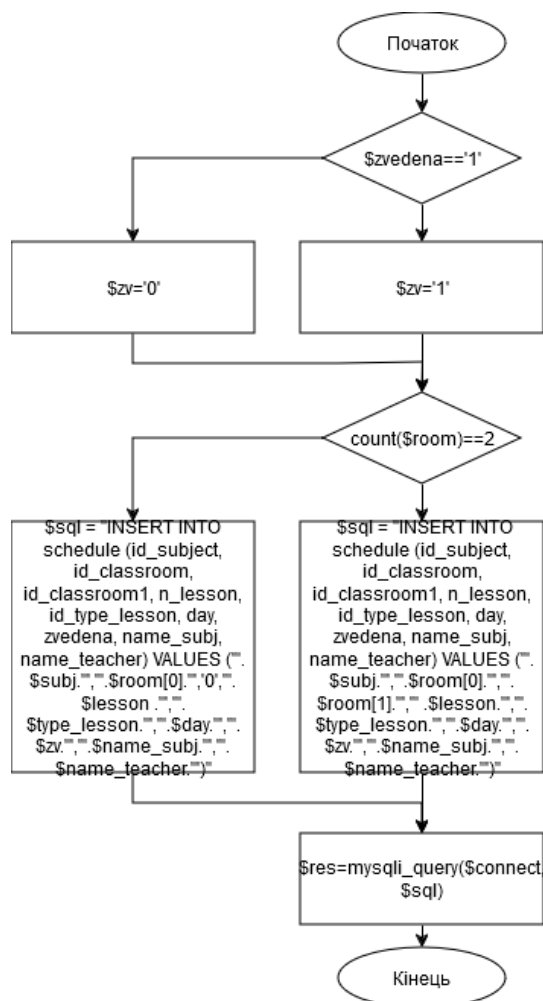 Початок
$zvedena=='1'
$zv='0'
$zv='1'
count($room)==2
$sql = "INSERT INTO
schedule (id_subject,
id_classroom,
id_classroom1, n_lesson,
id_type_lesson, day,
zvedena, name_subj,
name_teacher) VALUES ('".
$subj."','".$room[0]."','0','".
$lesson ."','".
$type_lesson."','".$day."','".
$zv."','".$name_subj."','".
$name_teacher."')"
$sql = "INSERT INTO
schedule (id_subject,
id_classroom,
id_classroom1, n_lesson,
id_type_lesson, day,
zvedena, name_subj,
name_teacher) VALUES ('".
$subj."','".$room[0]."','".
$room[1]."','" .$lesson."','".
$type_lesson."','".$day."','".
$zv."','".$name_subj."','".
$name_teacher."')"
$res=mysqli_query($connect,
$sql)
Кінець